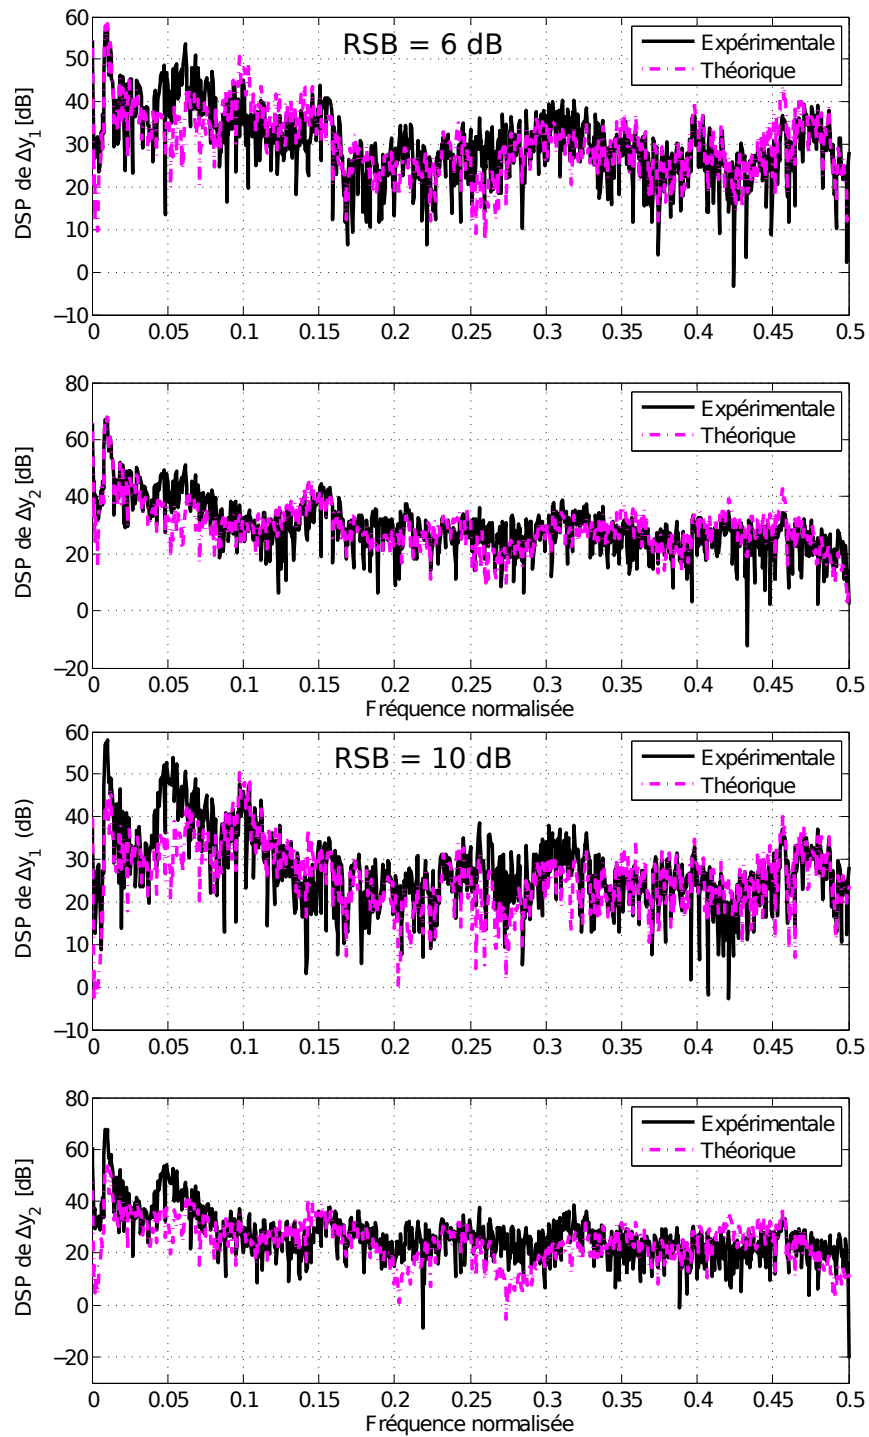 RSB = 6 dB
Expérimentale
Théorique
DSP de Δy₁ [dB]
60
50
40
30
20
10
0
−10
0 0.05 0.1 0.15 0.2 0.25 0.3 0.35 0.4 0.45 0.5
Expérimentale
Théorique
DSP de Δy₂ [dB]
80
60
40
20
0
−20
0 0.05 0.1 0.15 0.2 0.25 0.3 0.35 0.4 0.45 0.5
Fréquence normalisée
RSB = 10 dB
Expérimentale
Théorique
DSP de Δy₁ (dB)
60
50
40
30
20
10
0
−10
0 0.05 0.1 0.15 0.2 0.25 0.3 0.35 0.4 0.45 0.5
Expérimentale
Théorique
DSP de Δy₂ [dB]
80
60
40
20
0
−20
0 0.05 0.1 0.15 0.2 0.25 0.3 0.35 0.4 0.45 0.5
Fréquence normalisée